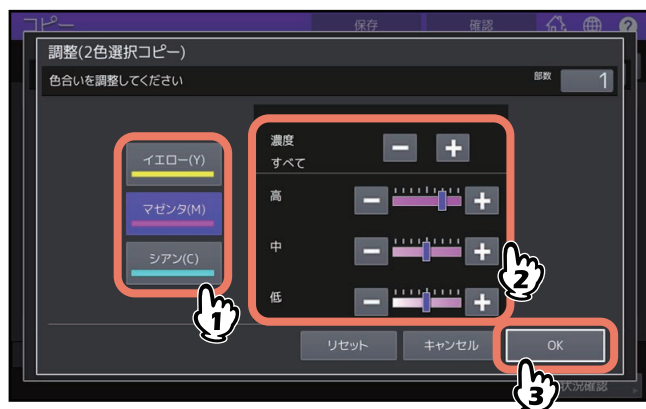 コピー
保存
確認
?
調整(2色選択コピー)
色合いを調整してください
部数
1
イエロー(Y)
マゼンタ(M)
シアン(C)
1
濃度
すべて
高
中
低
2
リセット
キャンセル
OK
3
状況確認